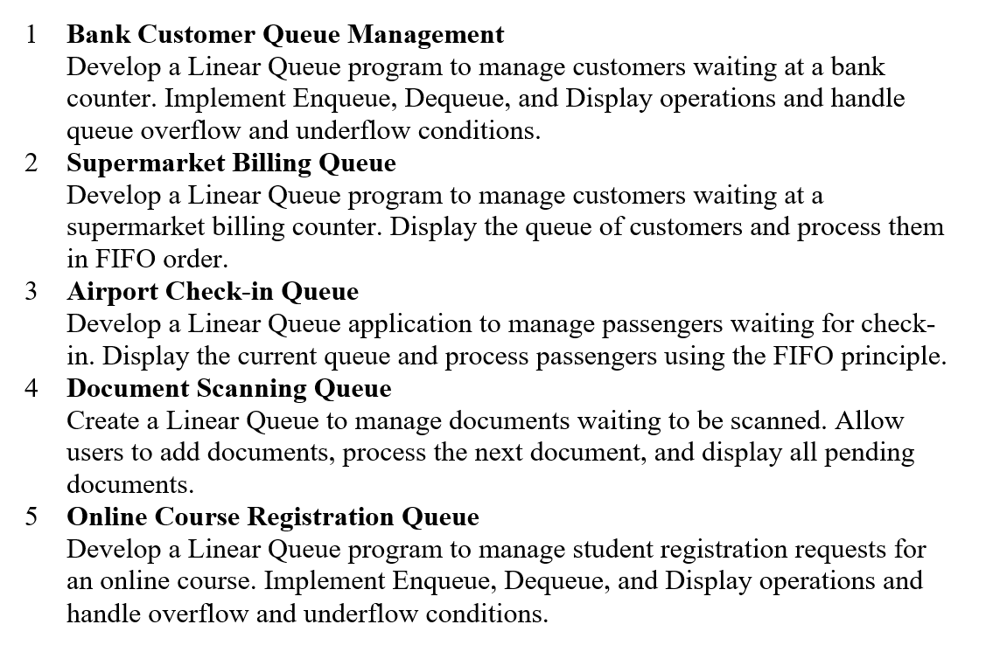 1 Bank Customer Queue Management
Develop a Linear Queue program to manage customers waiting at a bank
counter. Implement Enqueue, Dequeue, and Display operations and handle
queue overflow and underflow conditions.
2 Supermarket Billing Queue
Develop a Linear Queue program to manage customers waiting at a
supermarket billing counter. Display the queue of customers and process them
in FIFO order.
3 Airport Check-in Queue
Develop a Linear Queue application to manage passengers waiting for check-
in. Display the current queue and process passengers using the FIFO principle.
4 Document Scanning Queue
Create a Linear Queue to manage documents waiting to be scanned. Allow
users to add documents, process the next document, and display all pending
documents.
5 Online Course Registration Queue
Develop a Linear Queue program to manage student registration requests for
an online course. Implement Enqueue, Dequeue, and Display operations and
handle overflow and underflow conditions.